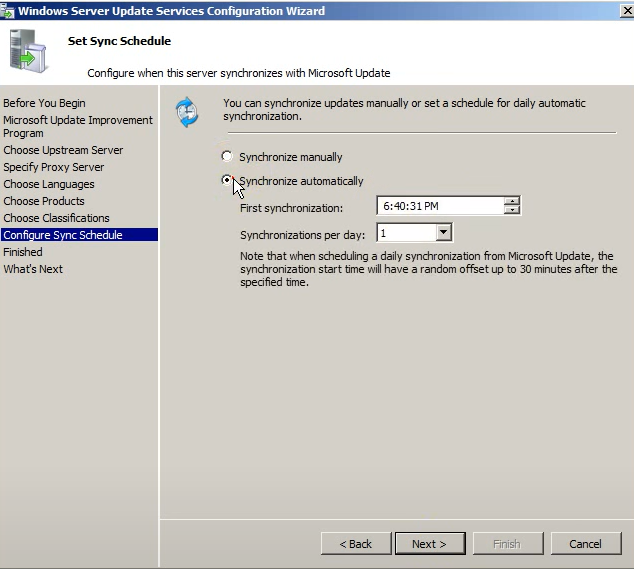 Windows Server Update Services Configuration Wizard
Set Sync Schedule
Configure when this server synchronizes with Microsoft Update
Before You Begin
Microsoft Update Improvement
Program
Choose Upstream Server
Specify Proxy Server
Choose Languages
Choose Products
Choose Classifications
Configure Sync Schedule
Finished
What's Next
You can synchronize updates manually or set a schedule for daily automatic
synchronization.
Synchronize manually
Synchronize automatically
First synchronization: 6:40:31 PM
Synchronizations per day: 1
Note that when scheduling a daily synchronization from Microsoft Update, the
synchronization start time will have a random offset up to 30 minutes after the
specified time.
< Back Next > Finish Cancel